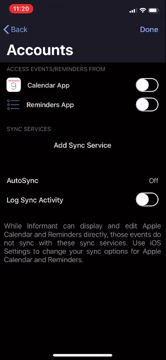 11:20
Back
Done
Accounts
ACCESS EVENTS/REMINDERS FROM
Calendar App
Reminders App
SYNC SERVICES
Add Sync Service
AutoSync
Off
Log Sync Activity
While Informant can display and edit Apple
Calendar and Reminders directly, those events do
not sync with these sync services. Use iOS
Settings to change your sync options for Apple
Calendar and Reminders.